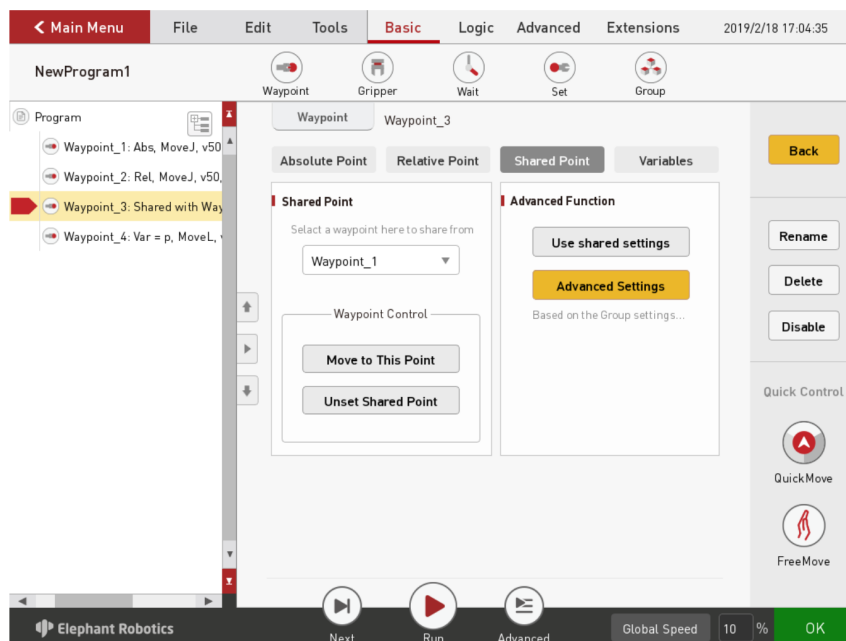 Main Menu File Edit Tools Basic Logic Advanced Extensions 2019/2/18 17:04:35
NewProgram1
Waypoint Gripper Wait Set Group
Program
Waypoint_1: Abs, MoveJ, v50
Waypoint_2: Rel, MoveJ, v50,
Waypoint_3: Shared with Way
Waypoint_4: Var = p, MoveL,
Waypoint Waypoint_3
Absolute Point Relative Point Shared Point Variables
Shared Point
Select a waypoint here to share from
Waypoint_1
Waypoint Control
Move to This Point
Unset Shared Point
Advanced Function
Use shared settings
Advanced Settings
Based on the Group settings...
Back
Rename
Delete
Disable
Quick Control
QuickMove
FreeMove
Elephant Robotics Next Run Advanced Global Speed 10 % OK